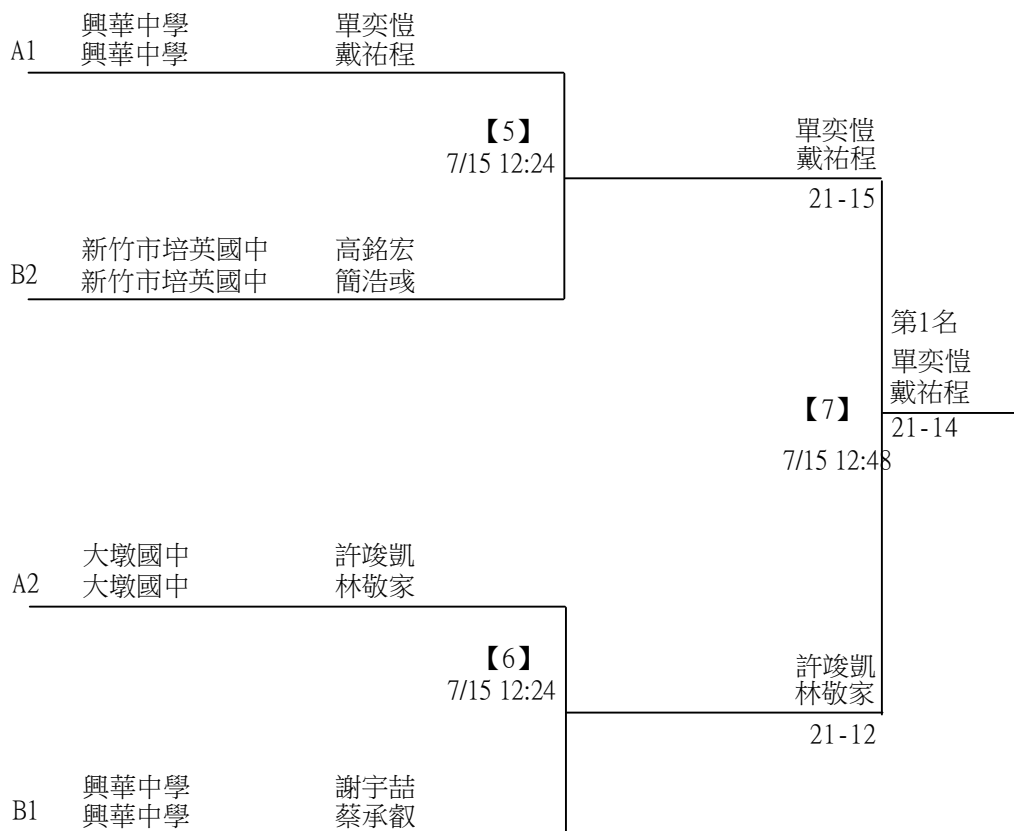 興華中學 單奕愷
A1 興華中學 戴祐程
【5】
7/15 12:24
單奕愷
戴祐程
21-15
新竹市培英國中 高銘宏
B2 新竹市培英國中 簡浩彧
第1名
單奕愷
戴祐程
【7】
21-14
7/15 12:48
大墩國中 許竣凱
A2 大墩國中 林敬家
【6】
7/15 12:24
許竣凱
林敬家
21-12
興華中學 謝宇喆
B1 興華中學 蔡承叡